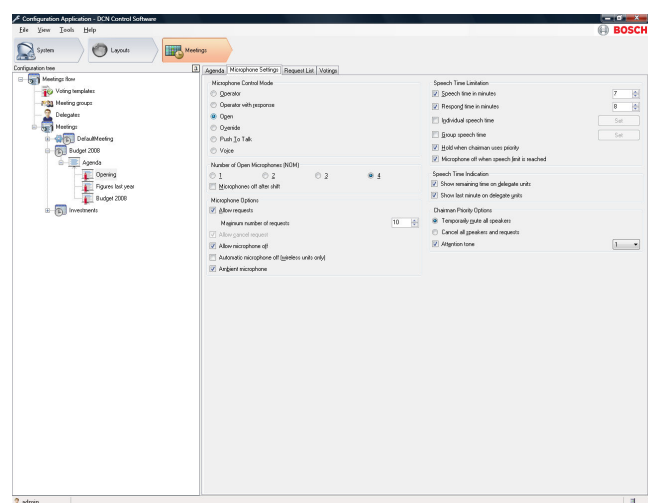 Configuration Application - DCN Control Software
File View Tools Help
BOSCH
System
Layouts
Meetings
Configuration tree
Meetings flow
Voting templates
Meeting groups
Delegates
Meetings
DefaultMeeting
Budget 2008
Agenda
Opening
Figures last year
Budget 2008
Investments
Agenda Microphone Settings Request List Votings
Microphone Control Mode
Operator
Operator with response
Open
Override
Push To Talk
Voice
Number of Open Microphones (NOM)
1 2 3 4
Microphones off after shift
Microphone Options
Allow requests
Maximum number of requests 10
Allow cancel request
Allow microphone off
Automatic microphone off (wireless units only)
Ambient microphone
Speech Time Limitation
Speech time in minutes 7
Respond time in minutes 8
Individual speech time Set
Group speech time Set
Hold when chairman uses priority
Microphone off when speech limit is reached
Speech Time Indication
Show remaining time on delegate units
Show last minute on delegate units
Chairman Priority Options
Temporarily mute all speakers
Cancel all speakers and requests
Attention tone 1
admin